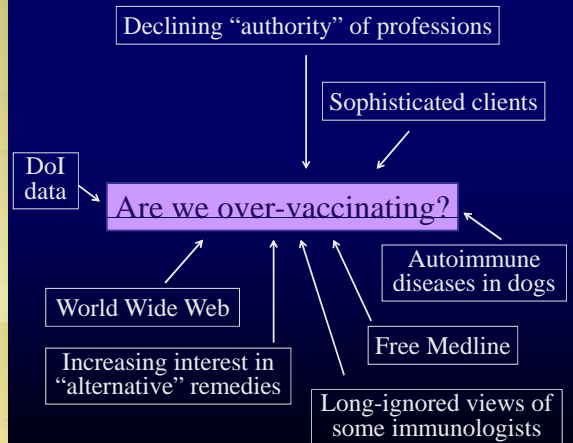 Declining “authority” of professions
Sophisticated clients
DoI
data
Are we over-vaccinating?
Autoimmune
diseases in dogs
World Wide Web
Free Medline
Increasing interest in
“alternative” remedies
Long-ignored views of
some immunologists